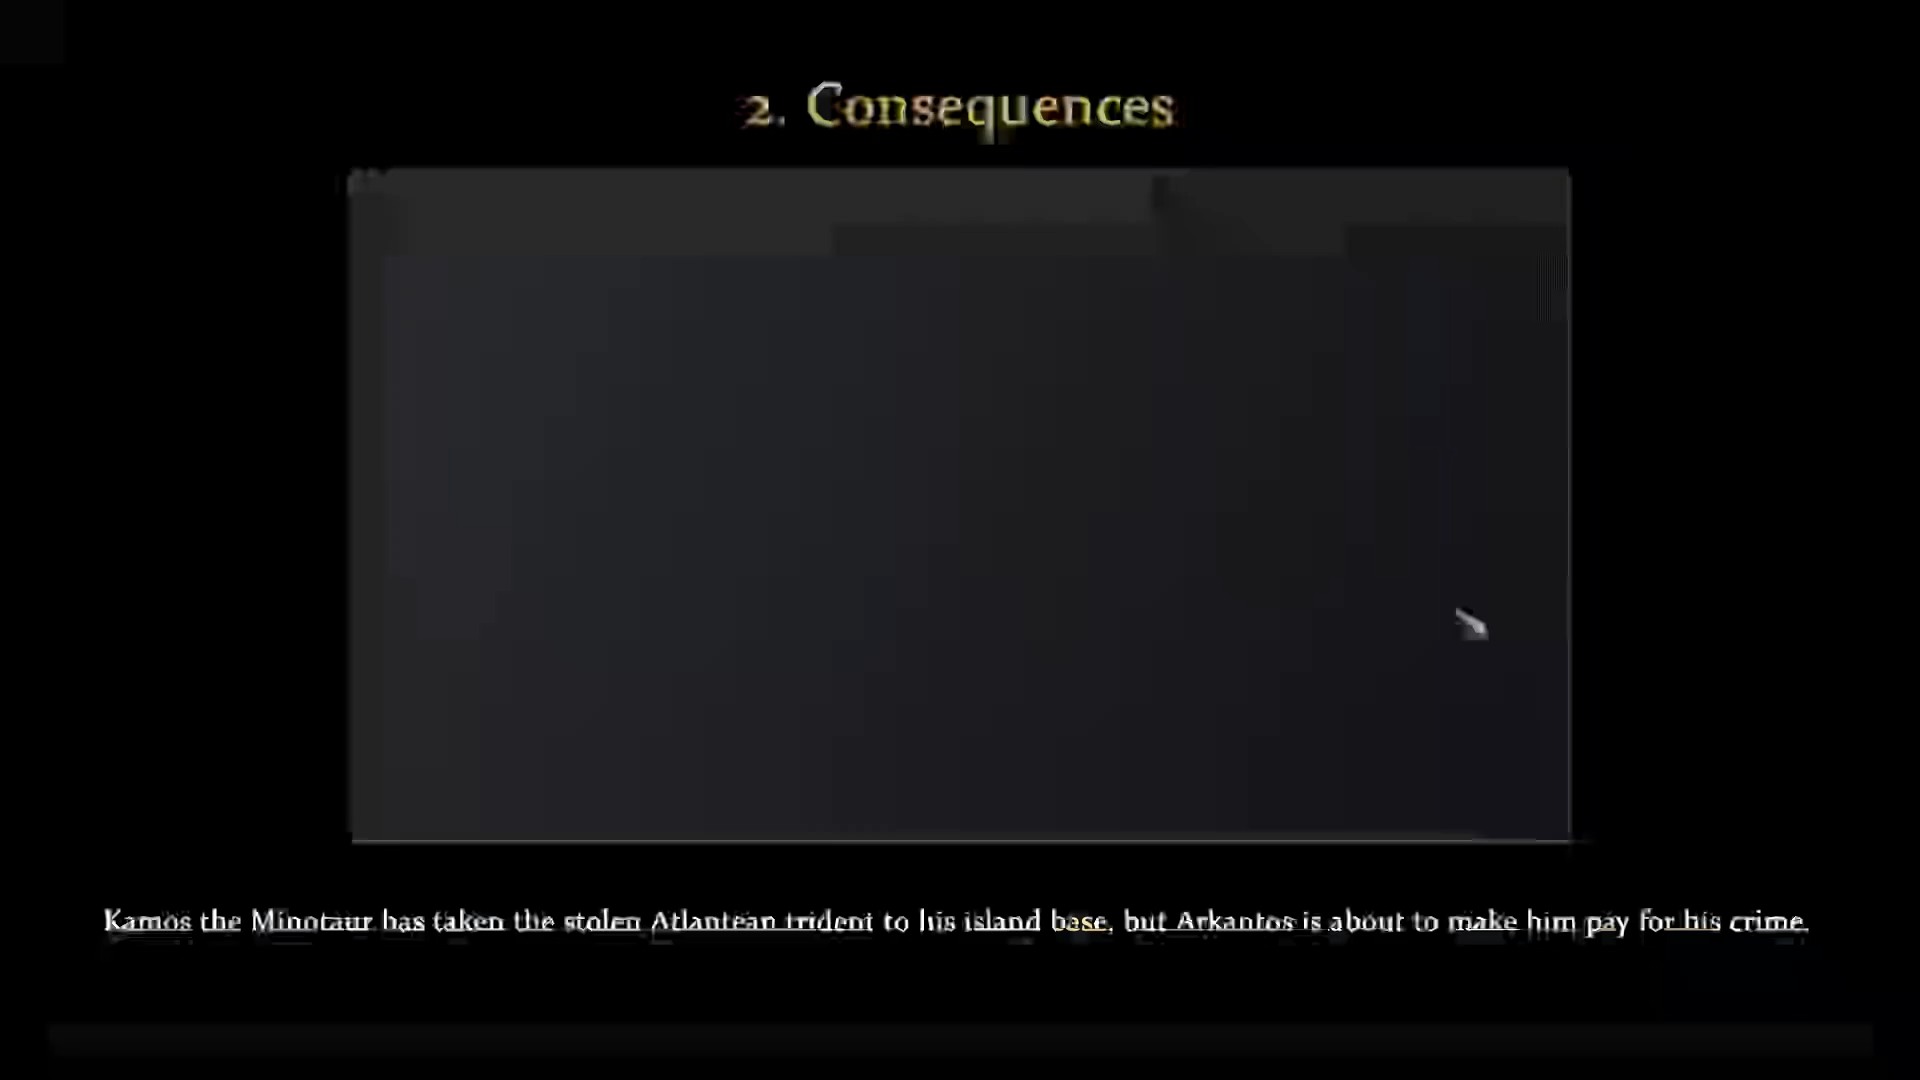 2. Consequences
Kamos the Minotaur has taken the stolen Atlantean trident to his island base, but Arkantos is about to make him pay for his crime.